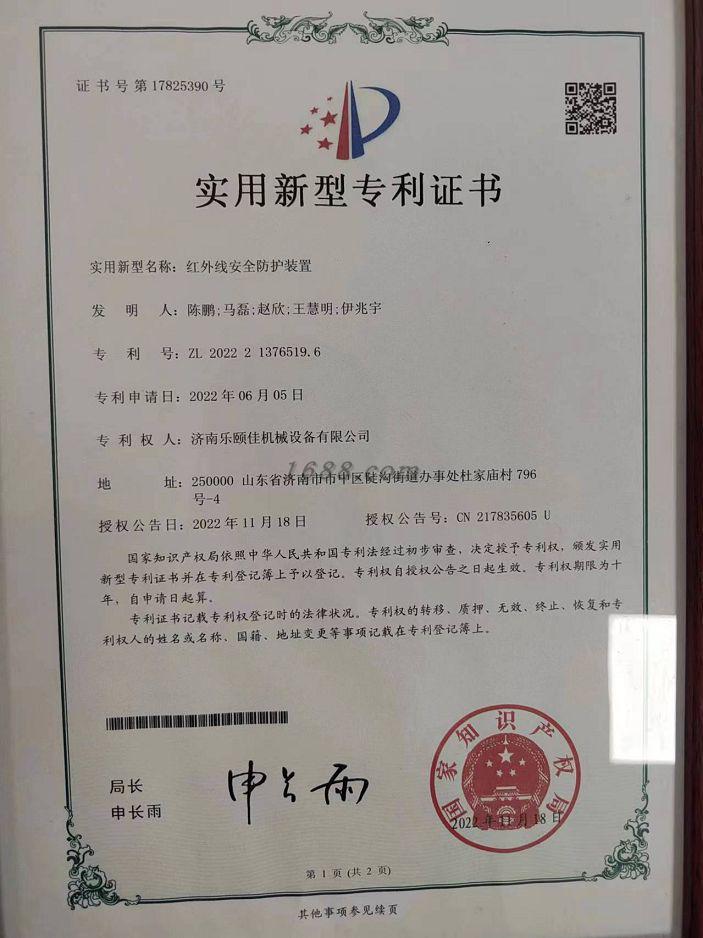 证书号第17825390号
实用新型专利证书
实用新型名称：红外线安全防护装置
发 明 人：陈鹏;马磊;赵欣;王慧明;伊兆宇
专 利 号：ZL 2022 2 1376519.6
专利申请日：2022年06月05日
专 利 权 人：济南乐颐佳机械设备有限公司
地 址：250000 山东省济南市市中区陡沟街道办事处杜家庙村796
号-4
1688.com
授权公告日：2022年11月18日 授权公告号：CN 217835605 U
国家知识产权局依照中华人民共和国专利法经过初步审查，决定授予专利权，颁发实用
新型专利证书并在专利登记簿上予以登记。专利权自授权公告之日起生效。专利权期限为十
年，自申请日起算。
专利证书记载专利权登记时的法律状况。专利权的转移、质押、无效、终止、恢复和专
利权人的姓名或名称、国籍、地址变更等事项记载在专利登记簿上。
局长
申长雨
申长雨
国家知识产权局
2022年11月18日
第 1 页 (共 2 页)
其他事项参见续页